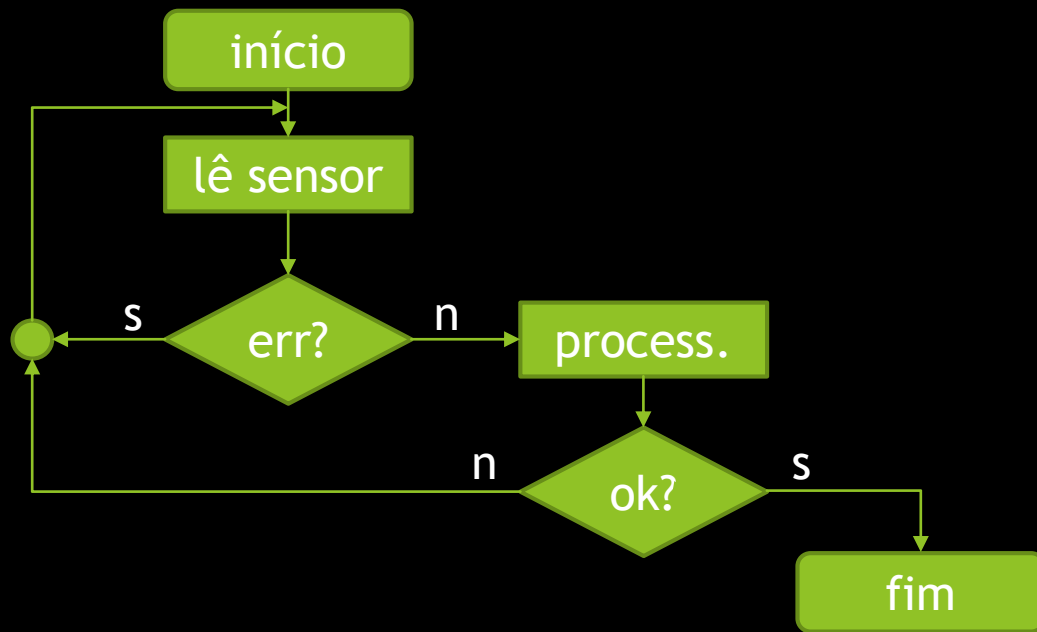 início
lê sensor
s
err?
n
process.
n
ok?
s
fim